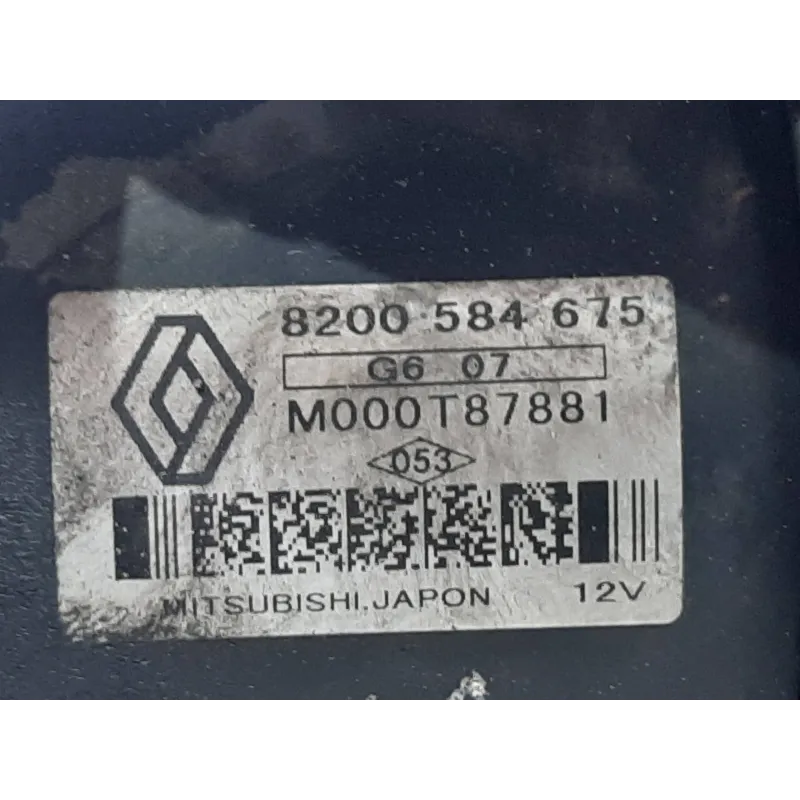 8200 584 675
G6 07
M000T87881
053
MITSUBISHI.JAPON 12V